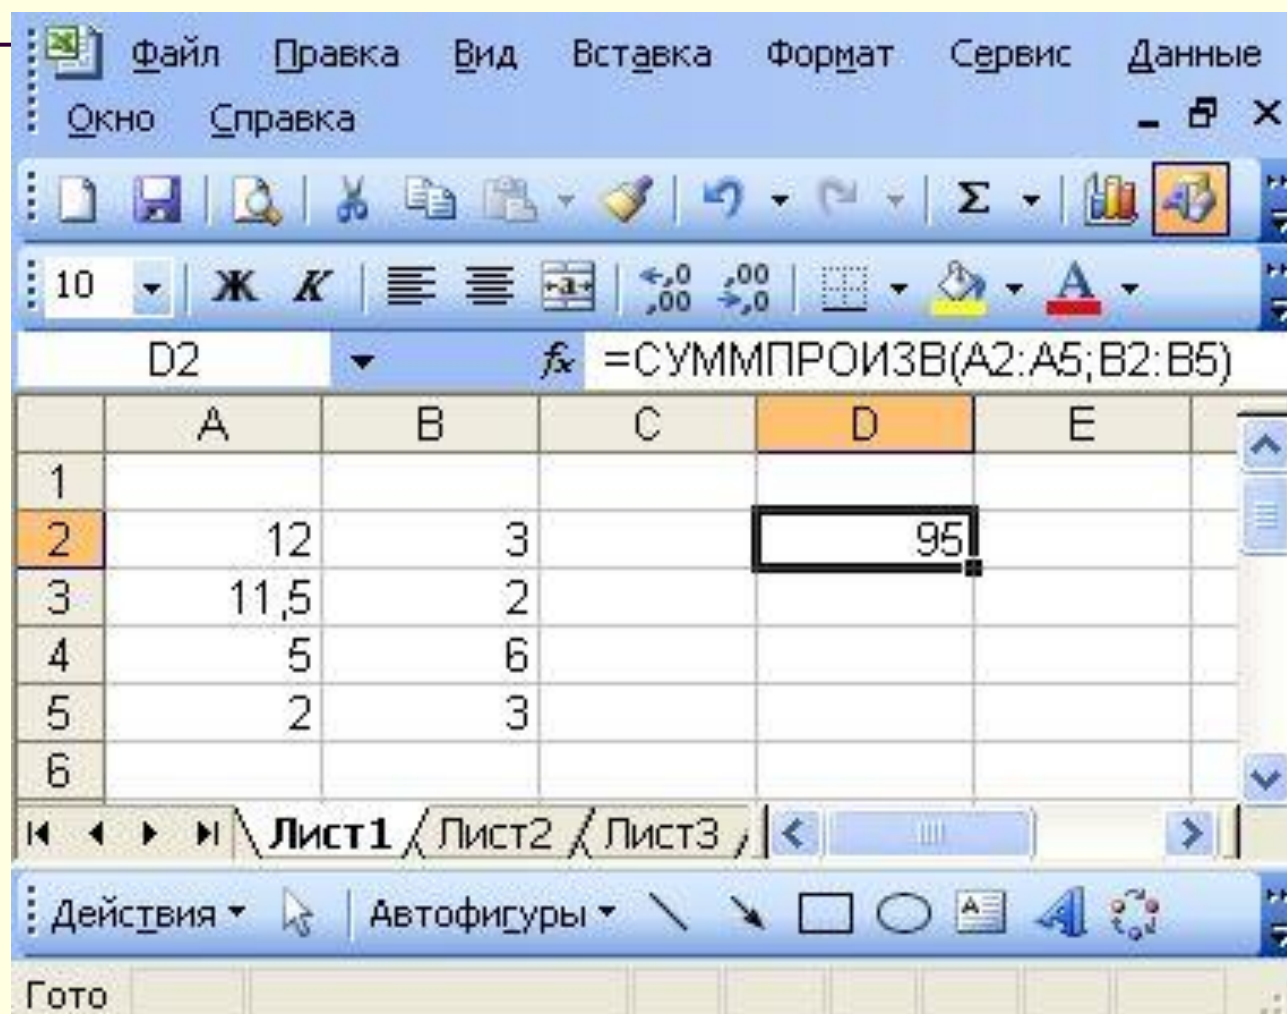 Файл Правка Вид Вставка Формат Сервис Данные
Окно Справка
10 Ж К
D2 fx =СУММПРОИЗВ(A2:A5;B2:B5)
A B C D E
1
2 12 3 95
3 11,5 2
4 5 6
5 2 3
6
Лист1 Лист2 Лист3
Действия Автофигуры
Гото